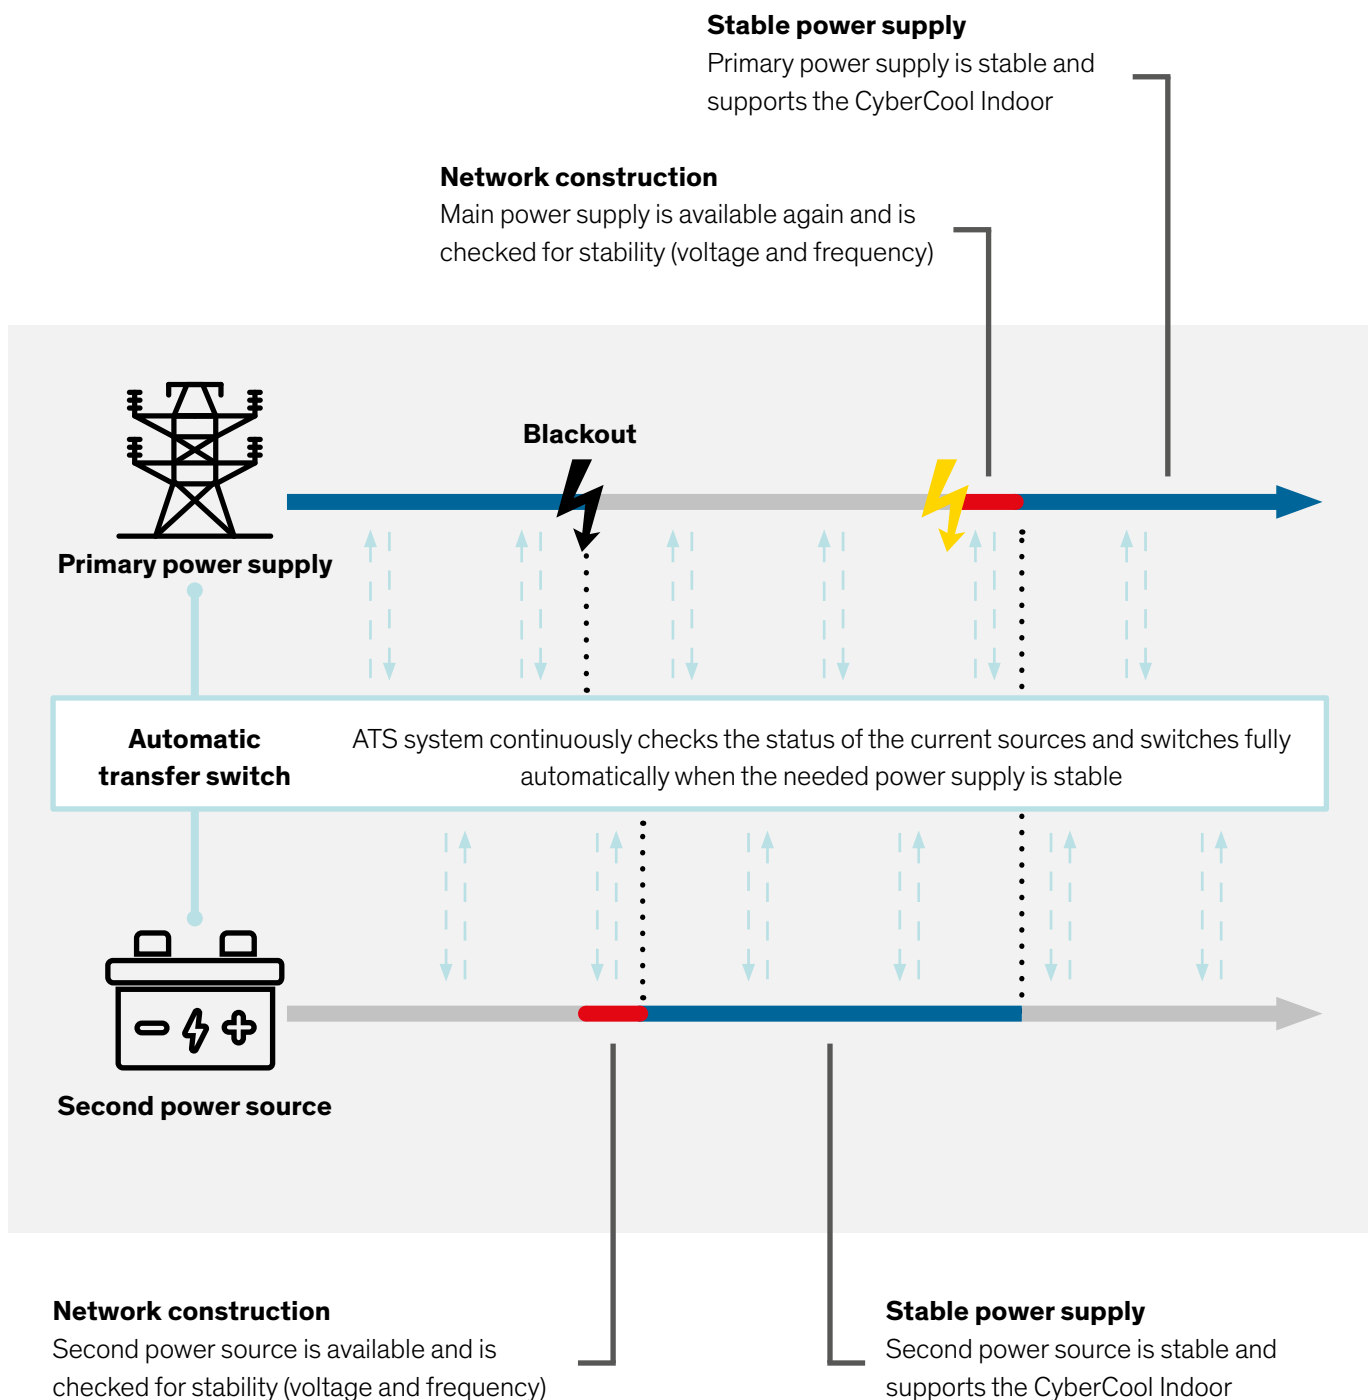 Stable power supply
Primary power supply is stable and
supports the CyberCool Indoor
Network construction
Main power supply is available again and is
checked for stability (voltage and frequency)
Blackout
Primary power supply
Automatic
transfer switch
ATS system continuously checks the status of the current sources and switches fully
automatically when the needed power supply is stable
Second power source
Network construction
Second power source is available and is
checked for stability (voltage and frequency)
Stable power supply
Second power source is stable and
supports the CyberCool Indoor